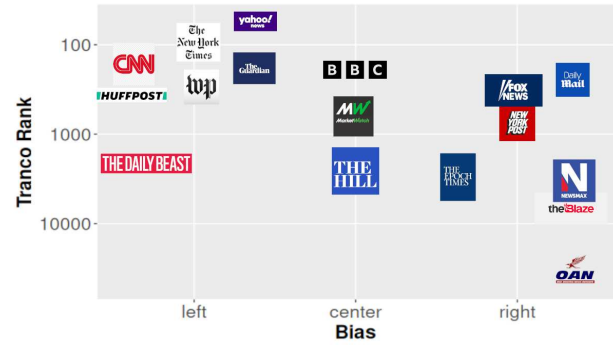 yahoo!
news
The
New York
Times
100
CNN
The
Guardian
BBC
Daily
Mail
HUFFPOST
wp
FOX
NEWS
MW
MarketWatch
NEW
YORK
POST
1000
THE DAILY BEAST
THE
HILL
THE
EPOCH
TIMES
N
NEWSMAX
theBlaze
10000
OAN
left
center
right
Bias
Tranco Rank